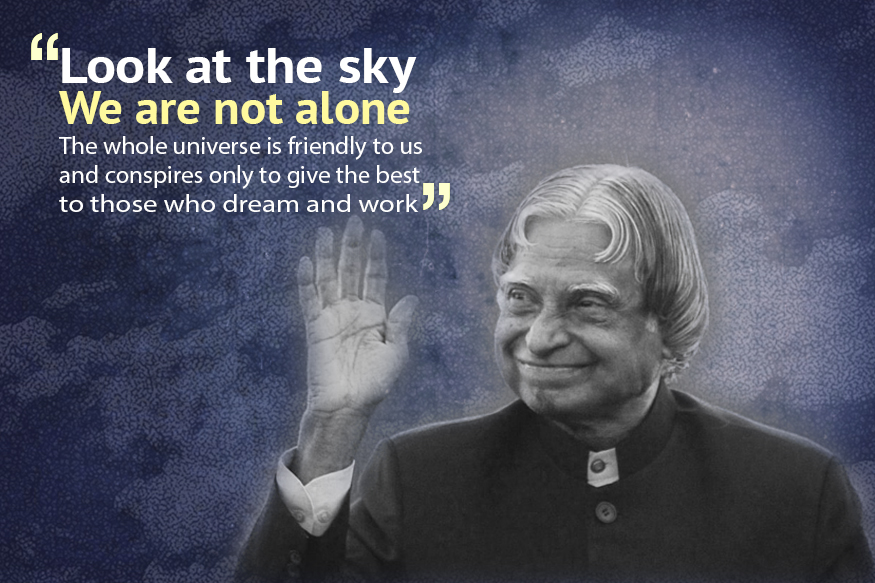 “Look at the sky
We are not alone
The whole universe is friendly to us
and conspires only to give the best
to those who dream and work”